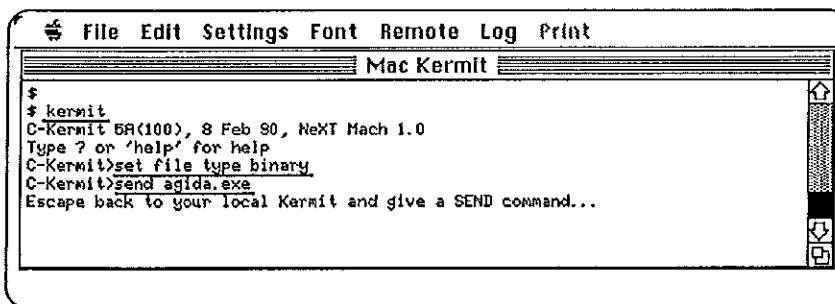 File Edit Settings Font Remote Log Print
Mac Kermit
$
$ kermit
C-Kermit 5A(100), 8 Feb 90, NeXT Mach 1.0
Type ? or 'help' for help
C-Kermit>set file type binary
C-Kermit>send agida.exe
Escape back to your local Kermit and give a SEND command...